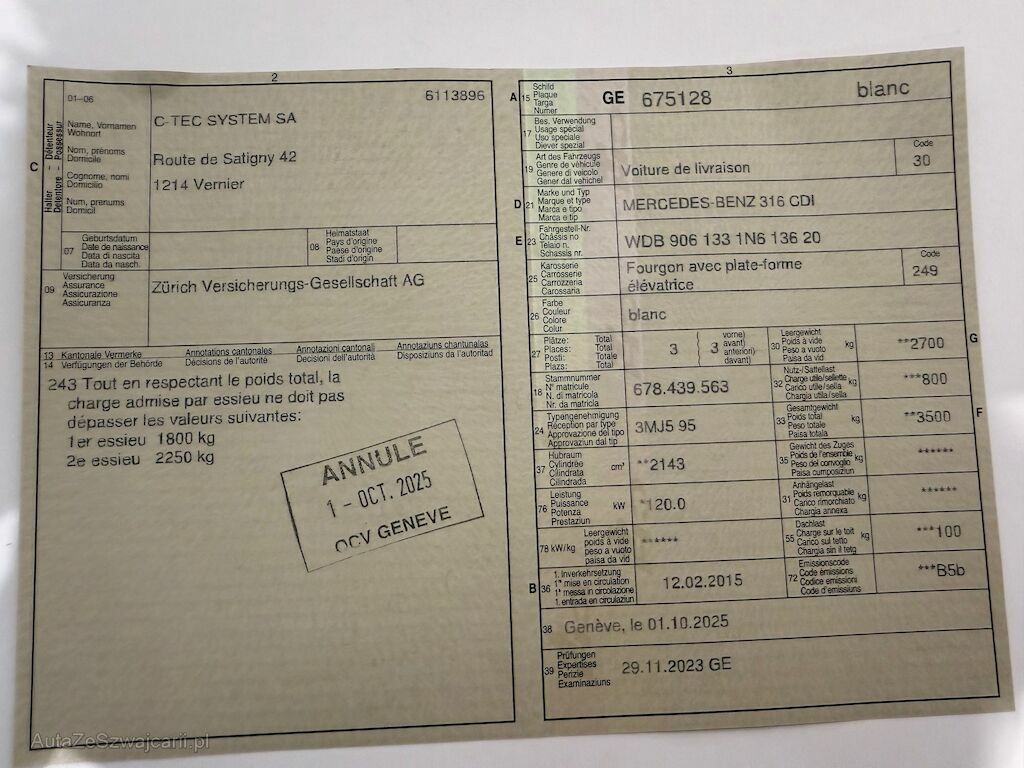 2
01-06
6113896
Halter - Détenteur
Detentore - Possessur
C
Name, Vornamen
Wohnort
Nom, prénoms
Domicile
Cognome, nomi
Domicilio
Num, prenums
Domicil
C-TEC SYSTEM SA
Route de Satigny 42
1214 Vernier
07
Geburtsdatum
Date de naissance
Data di nascita
Data da nasch.
08
Heimatstaat
Pays d'origine
Paese d'origine
Stadi d'origin
09
Versicherung
Assurance
Assicurazione
Assicuranza
Zürich Versicherungs-Gesellschaft AG
13 Kantonale Vermerke
14 Verfügungen der Behörde
Annotations cantonales
Décisions de l'autorité
Annotazioni cantonali
Decisioni dell'autorità
Annotaziuns chantunalas
Disposiziuns da l'autoritad
243 Tout en respectant le poids total, la
charge admise par essieu ne doit pas
dépasser les valeurs suivantes:
1er essieu 1800 kg
2e essieu 2250 kg
ANNULE
1 - OCT. 2025
OCV GENEVE
3
A
15
Schild
Plaque
Targa
Numer
GE 675128 blanc
17
Bes. Verwendung
Usage spécial
Uso speciale
Diever spezial
19
Art des Fahrzeugs
Genre de véhicule
Genere di veicolo
Gener dal vehichel
Voiture de livraison
Code
30
D
21
Marke und Typ
Marque et type
Marca e tipo
Marca e tip
MERCEDES-BENZ 316 CDI
E
23
Fahrgestell-Nr.
Châssis no
Telaio n.
Schassis nr.
WDB 906 133 1N6 136 20
25
Karosserie
Carrosserie
Carrozzeria
Carossaria
Fourgon avec plate-forme
élévatrice
Code
249
26
Farbe
Couleur
Colore
Colur
blanc
27
Plätze: Total
Places: Total
Posti: Totale
Plazs: Total
3
( 3
vorne)
avant)
anteriori)
davant)
30
Leergewicht
Poids à vide
Peso a vuoto
Paisa da vid
kg
**2700
G
18
Stammnummer
N° matricule
N. di matricola
Nr. da matricla
678.439.563
32
Nutz-/Sattellast
Charge utile/sellette
Carico utile/sella
Chargia utila/sella
kg
***800
24
Typengenehmigung
Réception par type
Approvazione del tipo
Approvaziun dal tip
3MJ5 95
33
Gesamtgewicht
Poids total
Peso totale
Paisa totala
kg
**3500
F
37
Hubraum
Cylindrée
Cilindrata
Cilindrada
cm³
**2143
35
Gewicht des Zuges
Poids de l'ensemble
Peso del convoglio
Paisa cumposiziun
kg
******
76
Leistung
Puissance
Potenza
Prestaziun
kW
*120.0
31
Anhängelast
Poids remorquable
Carico rimorchiato
Chargia annexa
kg
******
78 kW/kg
Leergewicht
poids à vide
peso a vuoto
paisa da vid
******
55
Dachlast
Charge sur le toit
Carico sul tetto
Chargia sin il tetg
kg
***100
B
36
1. Inverkehrsetzung
1re mise en circulation
1a messa in circolazione
1. entrada en circulaziun
12.02.2015
72
Emissionscode
Code émissions
Codice emissioni
Code d'emissiuns
***B5b
38
Genève, le 01.10.2025
39
Prüfungen
Expertises
Perizie
Examinaziuns
29.11.2023 GE
AutaZeSzwajcarii.pl